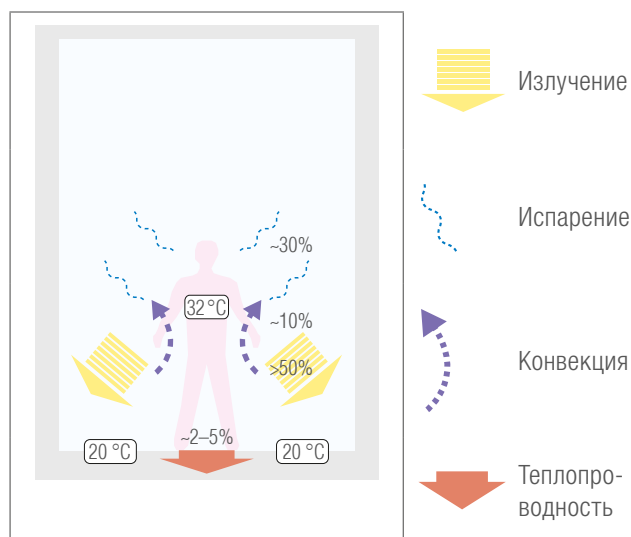 ~30%
32 °C
~10%
>50%
~2–5%
20 °C
20 °C
Излучение
Испарение
Конвекция
Теплопро-
водность